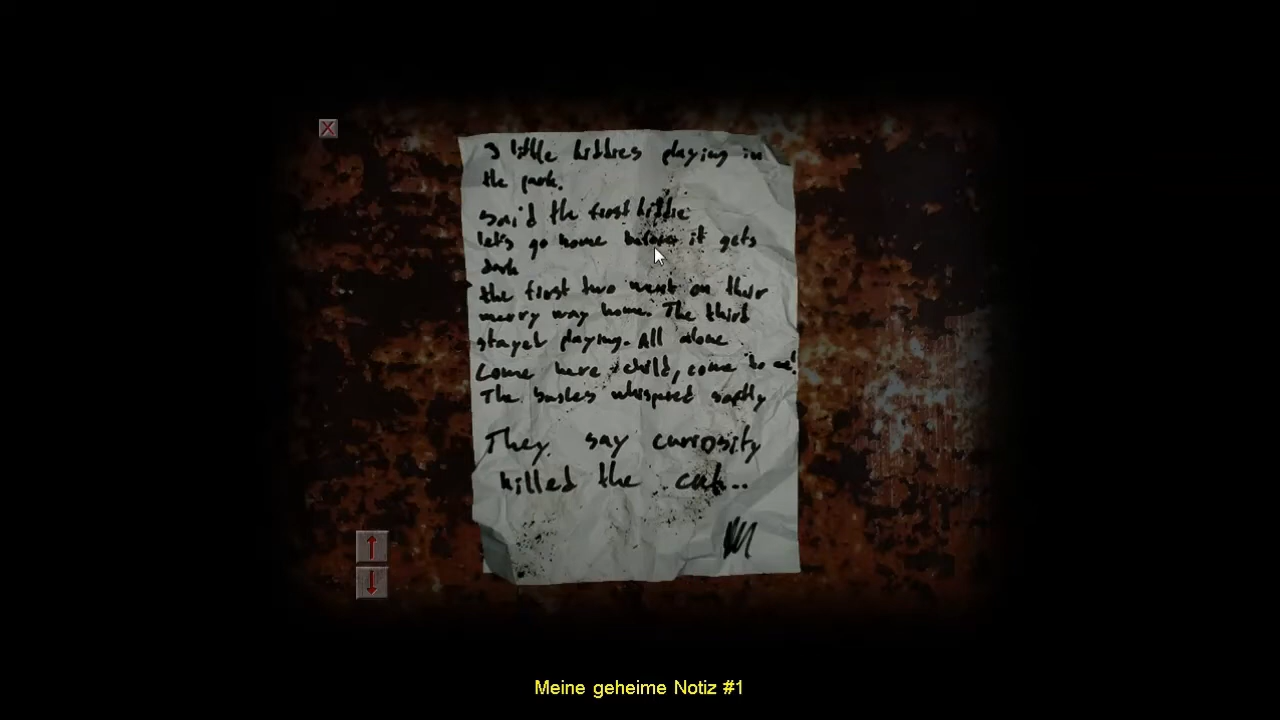 3 little kiddies playing in
the park.
said the first kiddie
let's go home before it gets
dark
the first two went on their
merry way home. The third
stayed playing. All alone
Come here child, come to me!
The bushes whispered softly
They say curiosity
killed the cat..
Meine geheime Notiz #1